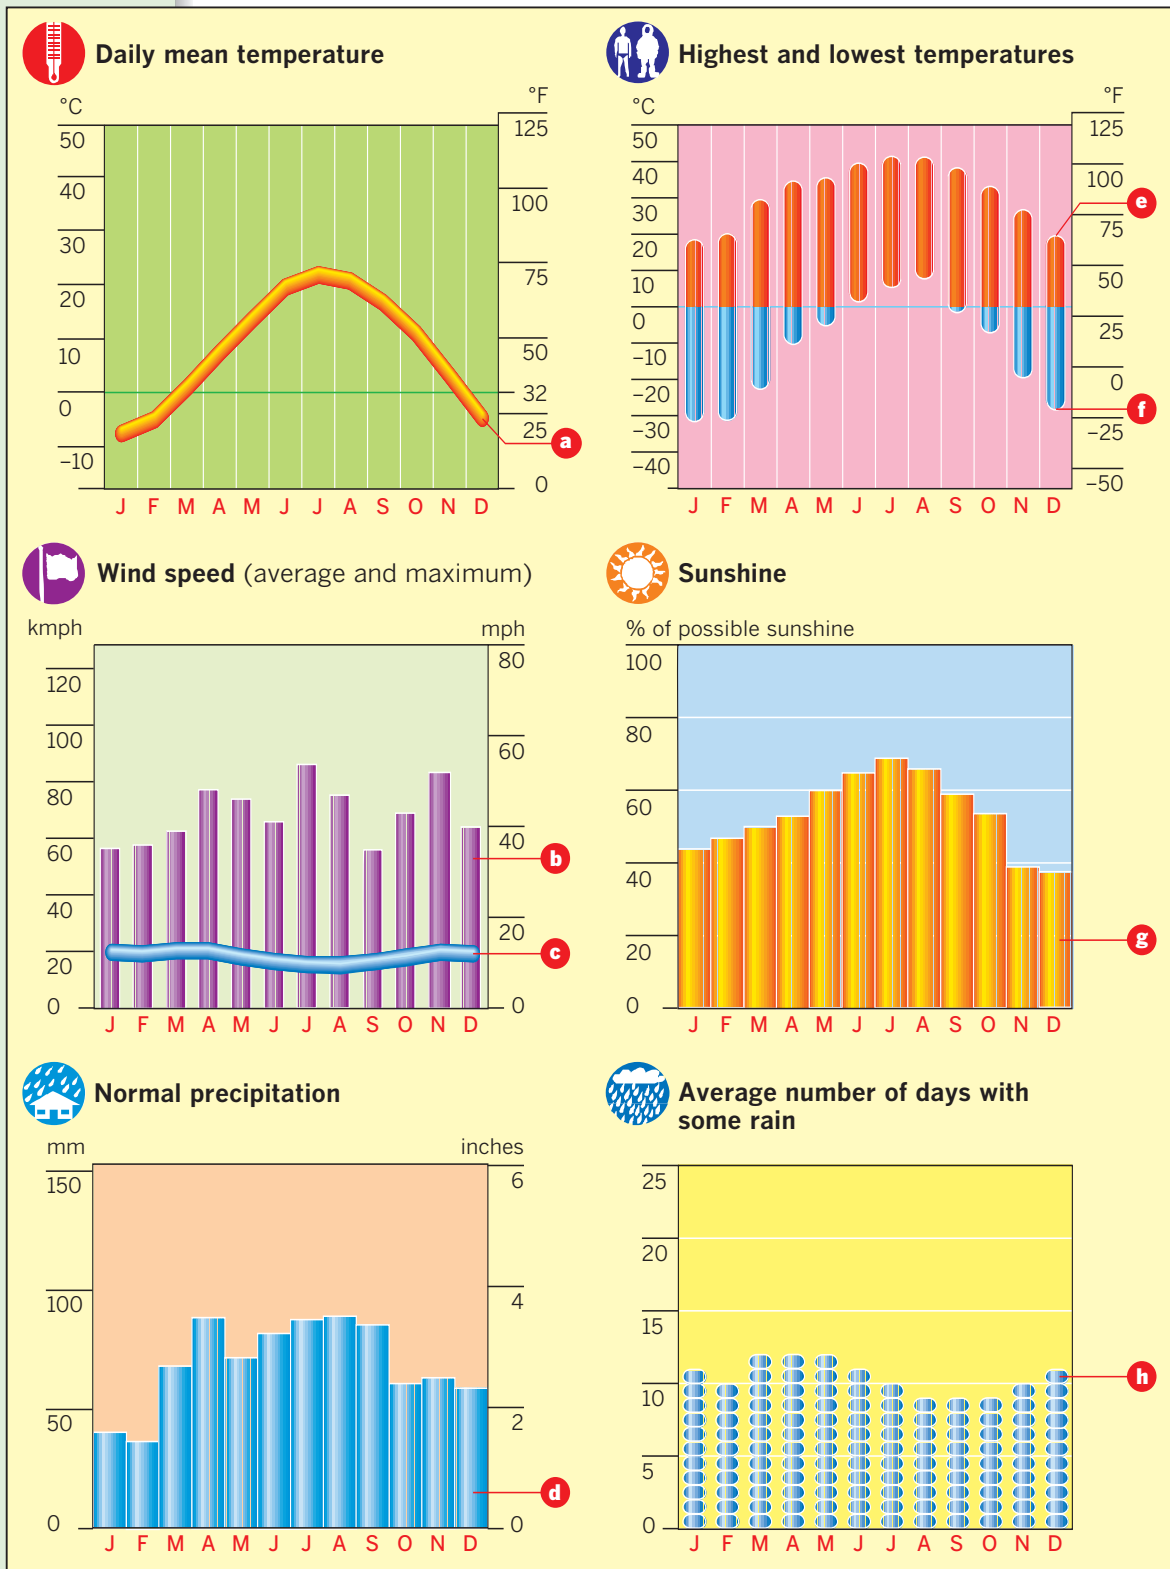 Daily mean temperature
°C
°F
50
40
30
20
10
0
–10
125
100
75
50
32
25
0
a
J F M A M J J A S O N D
Highest and lowest temperatures
°C
°F
50
40
30
20
10
0
–10
–20
–30
–40
125
100
75
50
25
0
–25
–50
e
f
J F M A M J J A S O N D
Wind speed (average and maximum)
kmph
mph
120
100
80
60
40
20
0
80
60
40
20
0
b
c
J F M A M J J A S O N D
Sunshine
% of possible sunshine
100
80
60
40
20
0
g
J F M A M J J A S O N D
Normal precipitation
mm
inches
150
100
50
0
6
4
2
0
d
J F M A M J J A S O N D
Average number of days with
some rain
25
20
15
10
5
0
h
J F M A M J J A S O N D